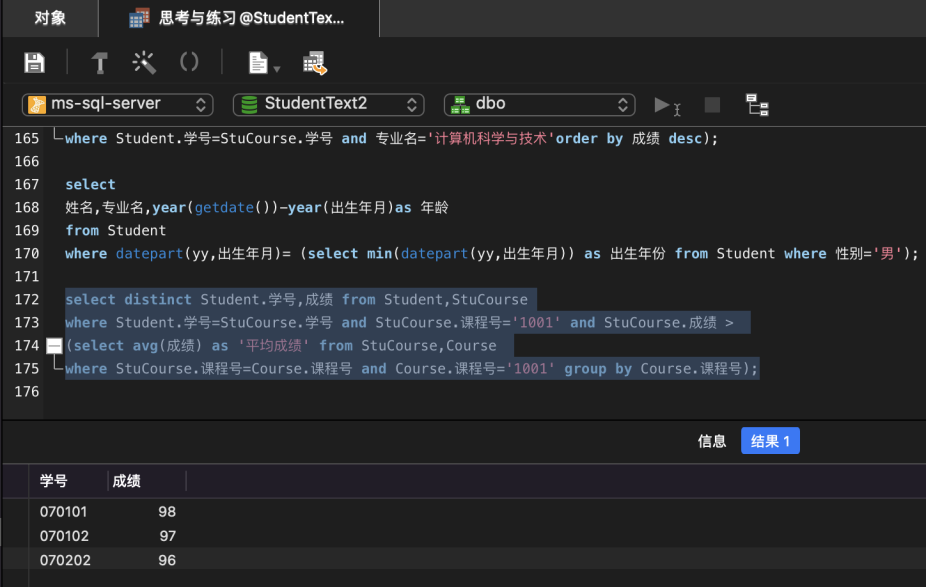 对象 思考与练习@StudentTex...
ms-sql-server StudentText2 dbo
165 where Student.学号=StuCourse.学号 and 专业名='计算机科学与技术'order by 成绩 desc);
166
167 select
168 姓名,专业名,year(getdate())-year(出生年月)as 年龄
169 from Student
170 where datepart(yy,出生年月)= (select min(datepart(yy,出生年月)) as 出生年份 from Student where 性别='男');
171
172 select distinct Student.学号,成绩 from Student,StuCourse
173 where Student.学号=StuCourse.学号 and StuCourse.课程号='1001' and StuCourse.成绩 >
174 (select avg(成绩) as '平均成绩' from StuCourse,Course
175 where StuCourse.课程号=Course.课程号 and Course.课程号='1001' group by Course.课程号);
176
信息 结果 1
学号 成绩
070101 98
070102 97
070202 96